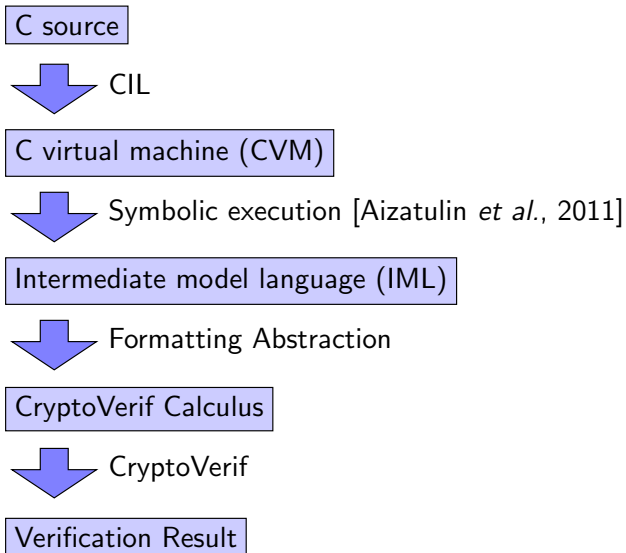 C source
CIL
C virtual machine (CVM)
Symbolic execution [Aizatulin et al., 2011]
Intermediate model language (IML)
Formatting Abstraction
CryptoVerif Calculus
CryptoVerif
Verification Result